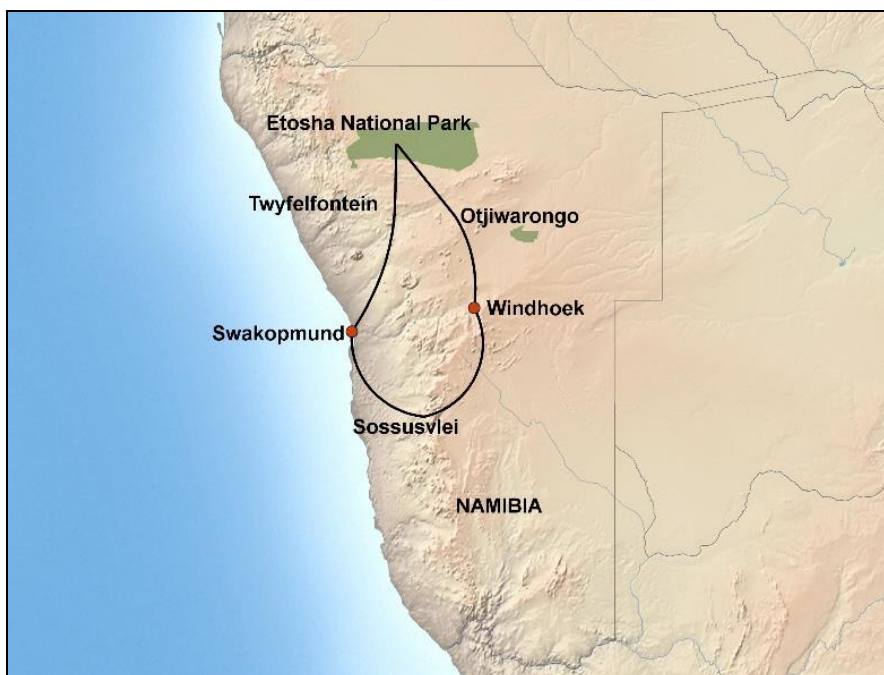 Etosha National Park
Twyfelfontein
Otjiwarongo
Windhoek
Swakopmund
Sossusvlei
NAMIBIA